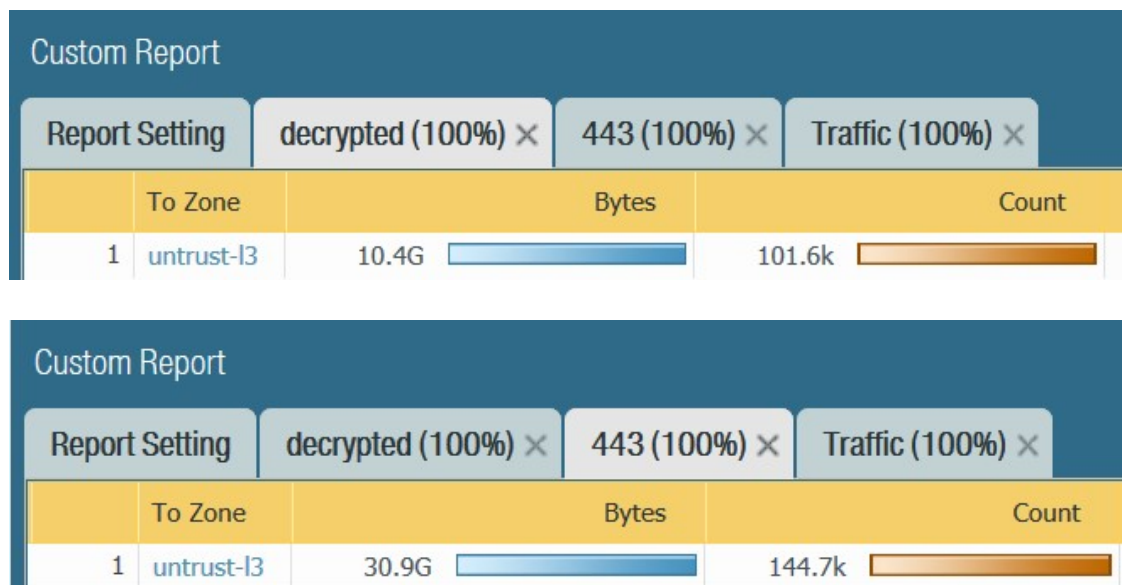 Custom Report
Report Setting decrypted (100%) × 443 (100%) × Traffic (100%) ×
To Zone Bytes Count
1 untrust-l3 10.4G 101.6k
Custom Report
Report Setting decrypted (100%) × 443 (100%) × Traffic (100%) ×
To Zone Bytes Count
1 untrust-l3 30.9G 144.7k